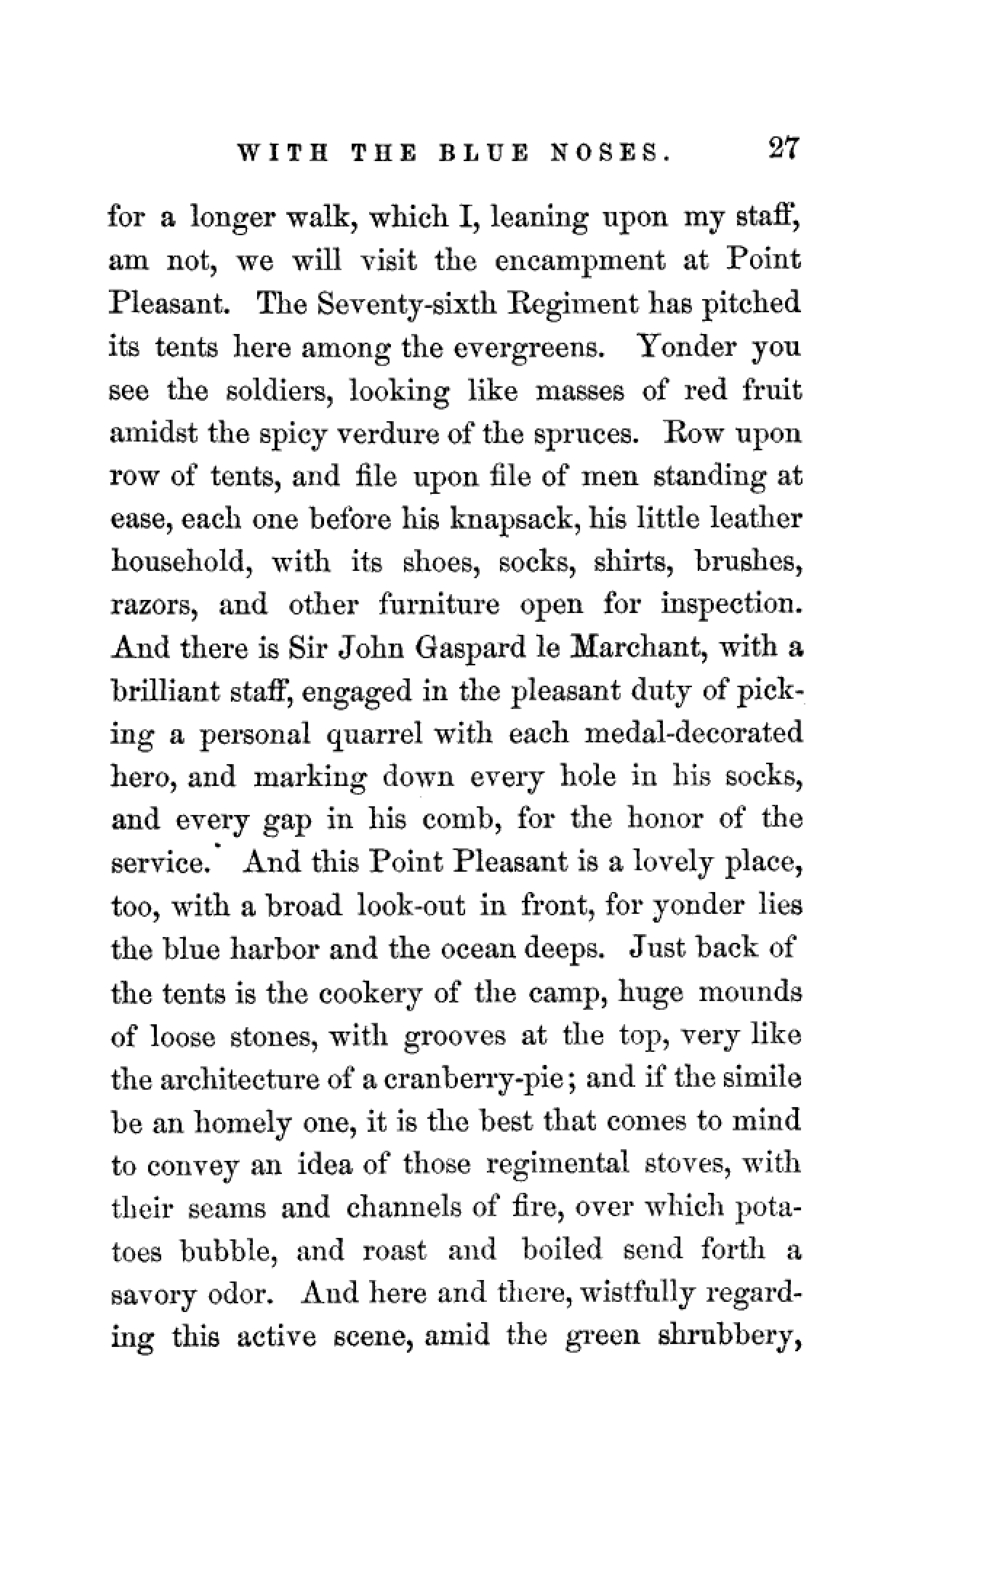 WITH THE BLUE NOSES. 27
for a longer walk, which I, leaning upon my staff,
am not, we will visit the encampment at Point
Pleasant. The Seventy-sixth Regiment has pitched
its tents here among the evergreens. Yonder you
see the soldiers, looking like masses of red fruit
amidst the spicy verdure of the spruces. Row upon
row of tents, and file upon file of men standing at
ease, each one before his knapsack, his little leather
household, with its shoes, socks, shirts, brushes,
razors, and other furniture open for inspection.
And there is Sir John Gaspard le Marchant, with a
brilliant staff, engaged in the pleasant duty of pick-
ing a personal quarrel with each medal-decorated
hero, and marking down every hole in his socks,
and every gap in his comb, for the honor of the
service. And this Point Pleasant is a lovely place,
too, with a broad look-out in front, for yonder lies
the blue harbor and the ocean deeps. Just back of
the tents is the cookery of the camp, huge mounds
of loose stones, with grooves at the top, very like
the architecture of a cranberry-pie; and if the simile
be an homely one, it is the best that comes to mind
to convey an idea of those regimental stoves, with
their seams and channels of fire, over which pota-
toes bubble, and roast and boiled send forth a
savory odor. And here and there, wistfully regard-
ing this active scene, amid the green shrubbery,